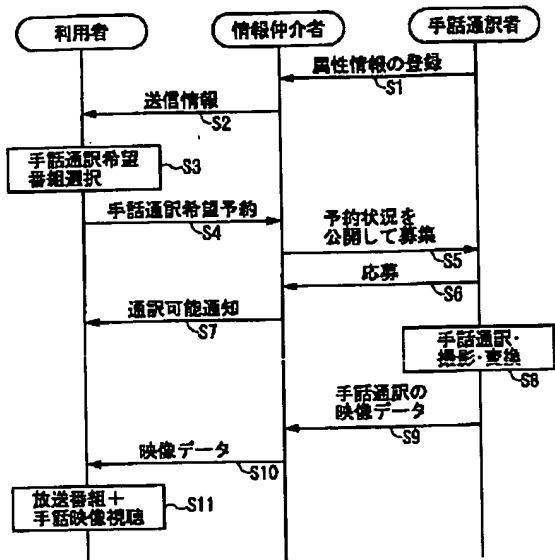 利用者
情報仲介者
手話通訳者
属性情報の登録
S1
送信情報
S2
手話通訳希望
番組選択
S3
手話通訳希望予約
S4
予約状況を
公開して募集
S5
応募
S6
通訳可能通知
S7
手話通訳・
撮影・変換
S8
手話通訳の
映像データ
S9
映像データ
S10
放送番組+
手話映像視聴
S11